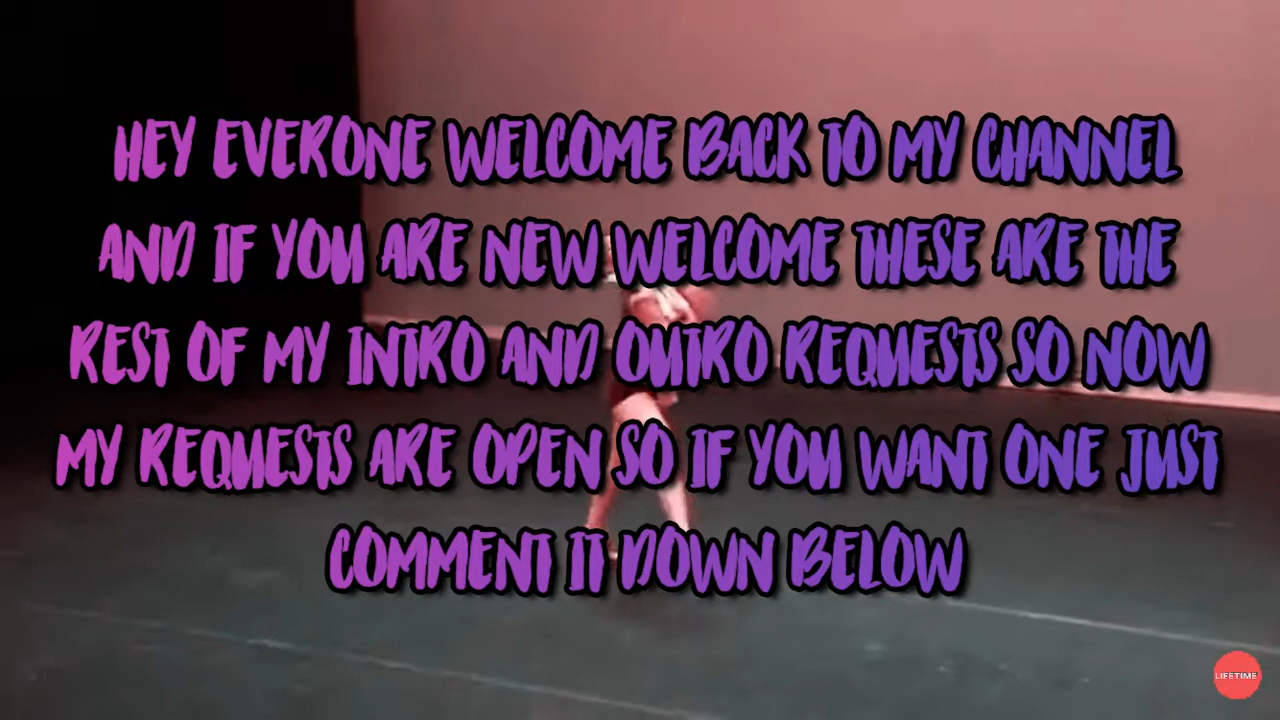 HEY EVERONE WELCOME BACK TO MY CHANNEL
AND IF YOU ARE NEW WELCOME THESE ARE THE
REST OF MY INTRO AND OUTRO REQUESTS SO NOW
MY REQUESTS ARE OPEN SO IF YOU WANT ONE JUST
COMMENT IT DOWN BELOW
LIFETIME